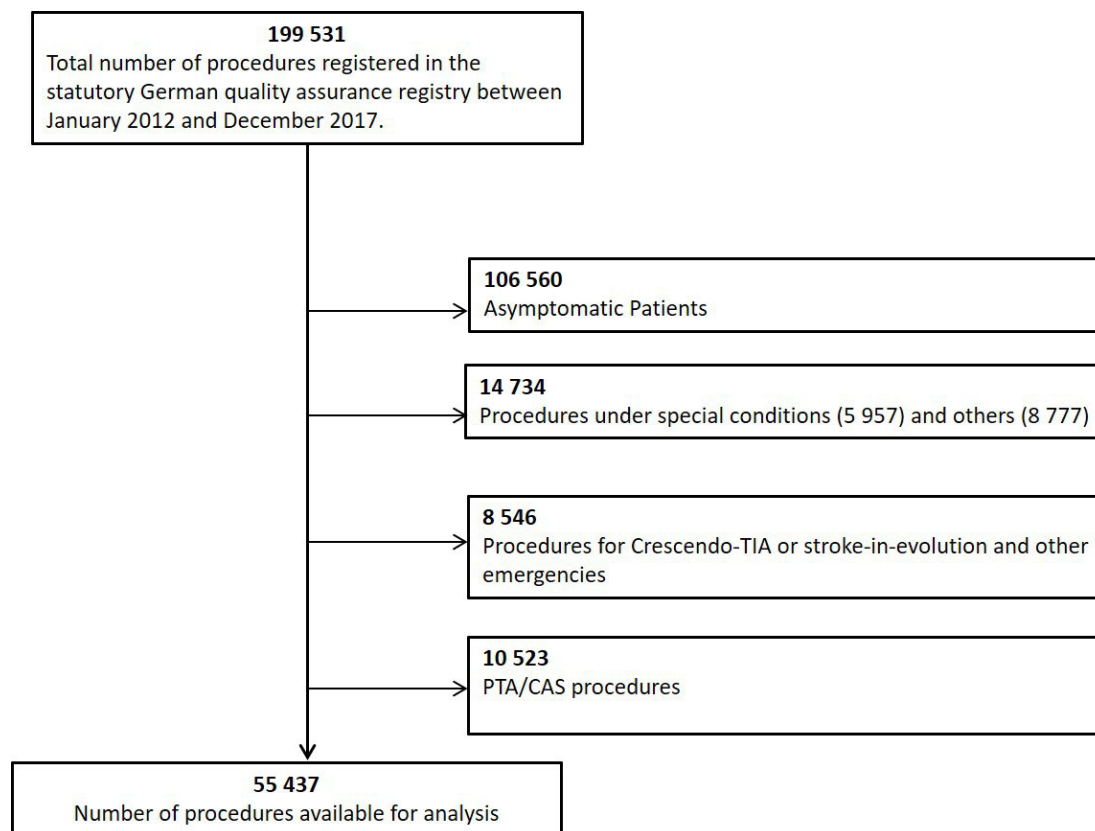 199 531
Total number of procedures registered in the
statutory German quality assurance registry between
January 2012 and December 2017.
106 560
Asymptomatic Patients
14 734
Procedures under special conditions (5 957) and others (8 777)
8 546
Procedures for Crescendo-TIA or stroke-in-evolution and other
emergencies
10 523
PTA/CAS procedures
55 437
Number of procedures available for analysis